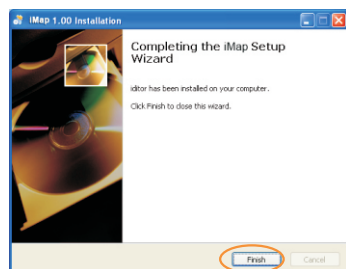 iMap 1.00 Installation
Completing the iMap Setup
Wizard
iditor has been installed on your computer.
Click Finish to close this wizard.
Finish
Cancel